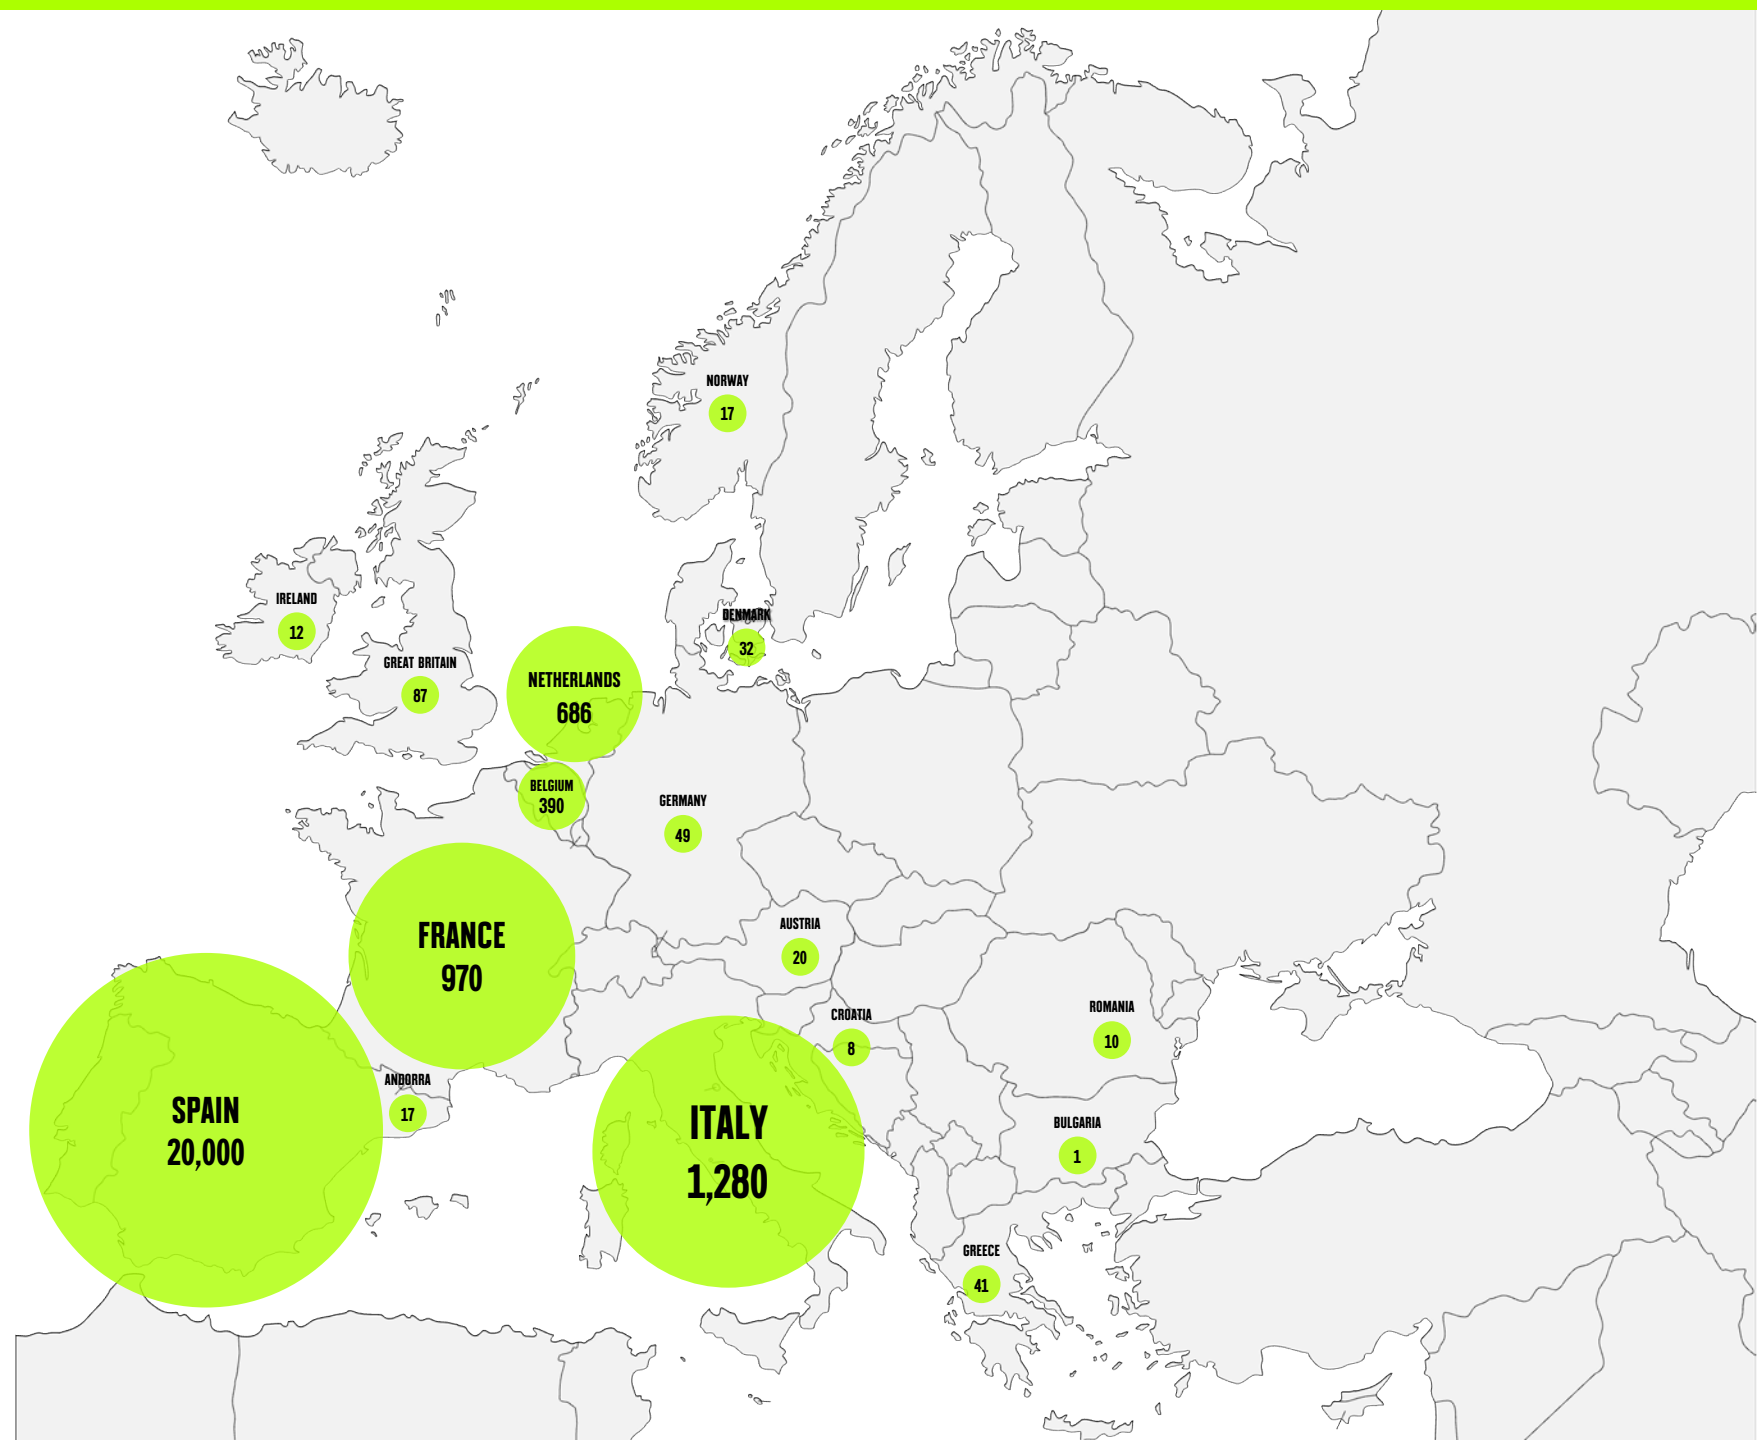 NORWAY
17
IRELAND
12
DENMARK
32
GREAT BRITAIN
87
NETHERLANDS
686
BELGIUM
390
GERMANY
49
FRANCE
970
AUSTRIA
20
CROATIA
8
ROMANIA
10
ANDORRA
17
SPAIN
20,000
ITALY
1,280
BULGARIA
1
GREECE
41